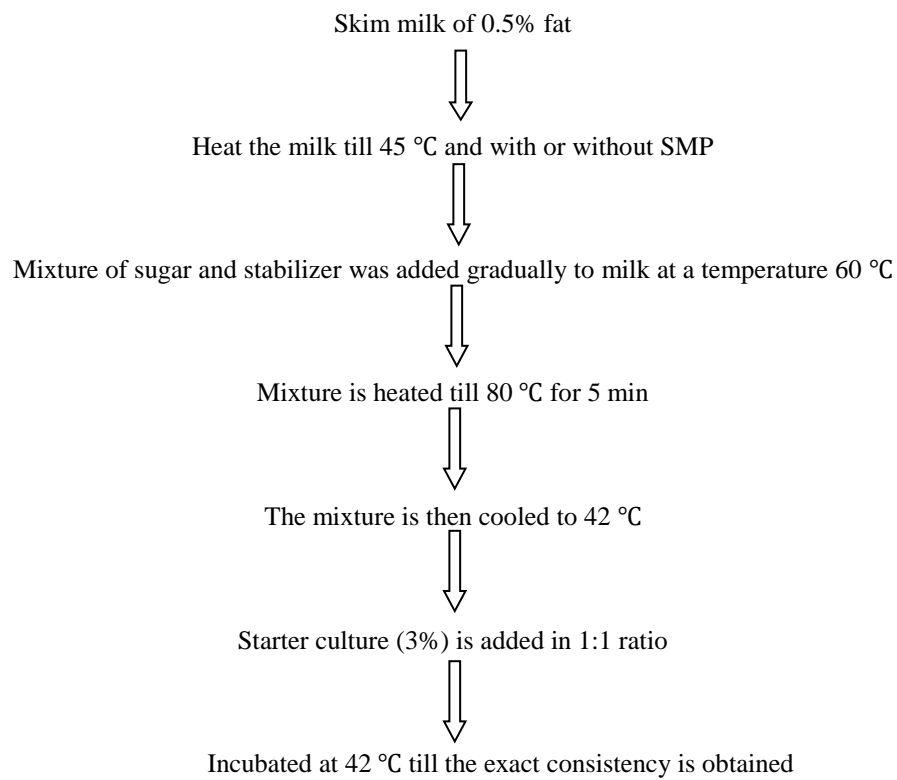 Skim milk of 0.5% fat
Heat the milk till 45 ℃ and with or without SMP
Mixture of sugar and stabilizer was added gradually to milk at a temperature 60 ℃
Mixture is heated till 80 ℃ for 5 min
The mixture is then cooled to 42 ℃
Starter culture (3%) is added in 1:1 ratio
Incubated at 42 ℃ till the exact consistency is obtained